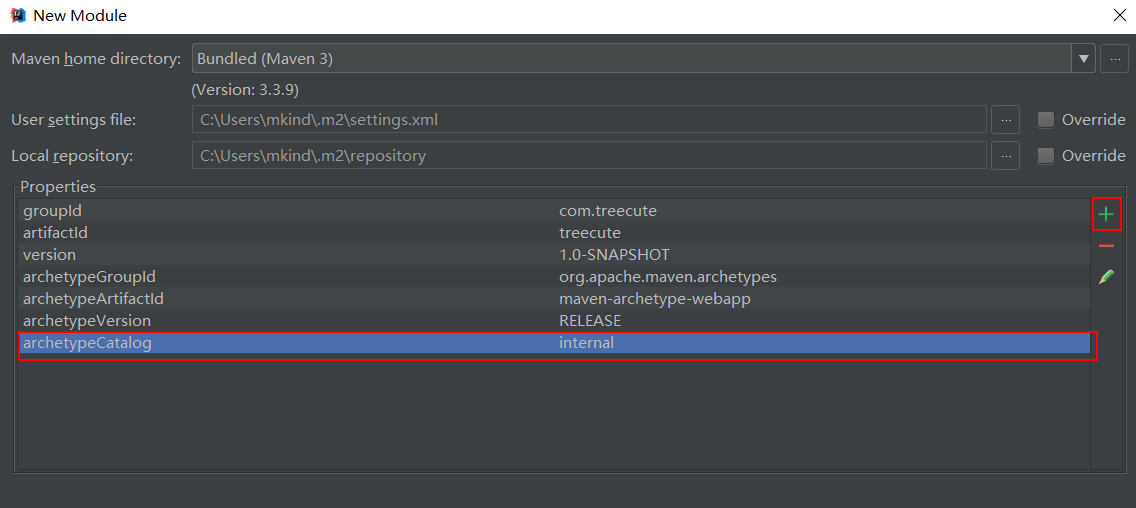 New Module
Maven home directory: Bundled (Maven 3) ...
(Version: 3.3.9)
User settings file: C:\Users\mkind\.m2\settings.xml ... Override
Local repository: C:\Users\mkind\.m2\repository ... Override
Properties
groupId com.treecute
artifactId treecute
version 1.0-SNAPSHOT
archetypeGroupId org.apache.maven.archetypes
archetypeArtifactId maven-archetype-webapp
archetypeVersion RELEASE
archetypeCatalog internal